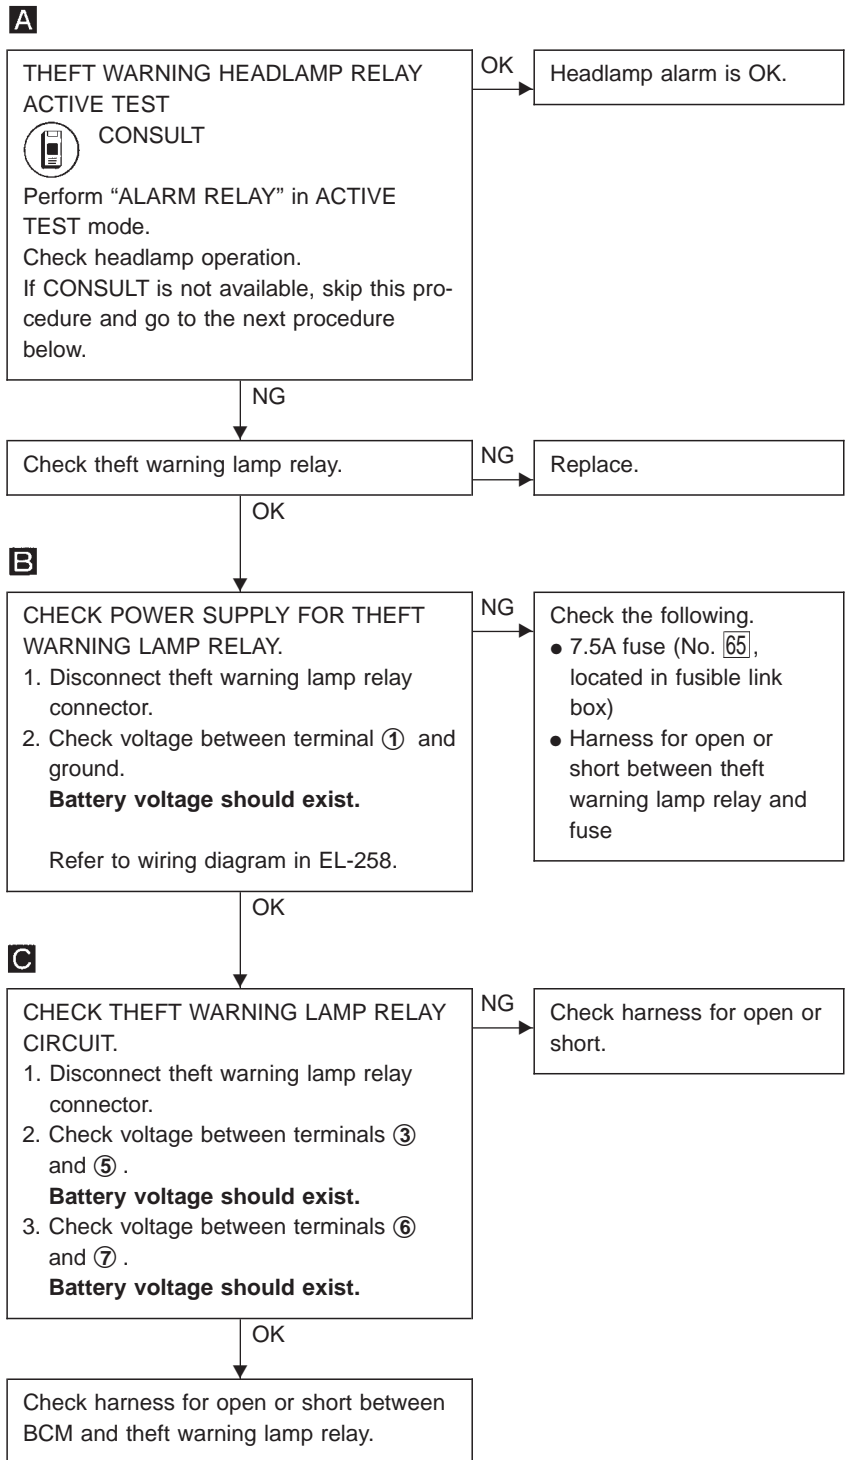 A
THEFT WARNING HEADLAMP RELAY
ACTIVE TEST
CONSULT
Perform “ALARM RELAY” in ACTIVE
TEST mode.
Check headlamp operation.
If CONSULT is not available, skip this pro-
cedure and go to the next procedure
below.
OK
Headlamp alarm is OK.
NG
Check theft warning lamp relay.
NG
Replace.
OK
B
CHECK POWER SUPPLY FOR THEFT
WARNING LAMP RELAY.
1. Disconnect theft warning lamp relay
connector.
2. Check voltage between terminal ① and
ground.
Battery voltage should exist.
Refer to wiring diagram in EL-258.
NG
Check the following.
● 7.5A fuse (No. 65,
located in fusible link
box)
● Harness for open or
short between theft
warning lamp relay and
fuse
OK
C
CHECK THEFT WARNING LAMP RELAY
CIRCUIT.
1. Disconnect theft warning lamp relay
connector.
2. Check voltage between terminals ③
and ⑤ .
Battery voltage should exist.
3. Check voltage between terminals ⑥
and ⑦ .
Battery voltage should exist.
NG
Check harness for open or
short.
OK
Check harness for open or short between
BCM and theft warning lamp relay.